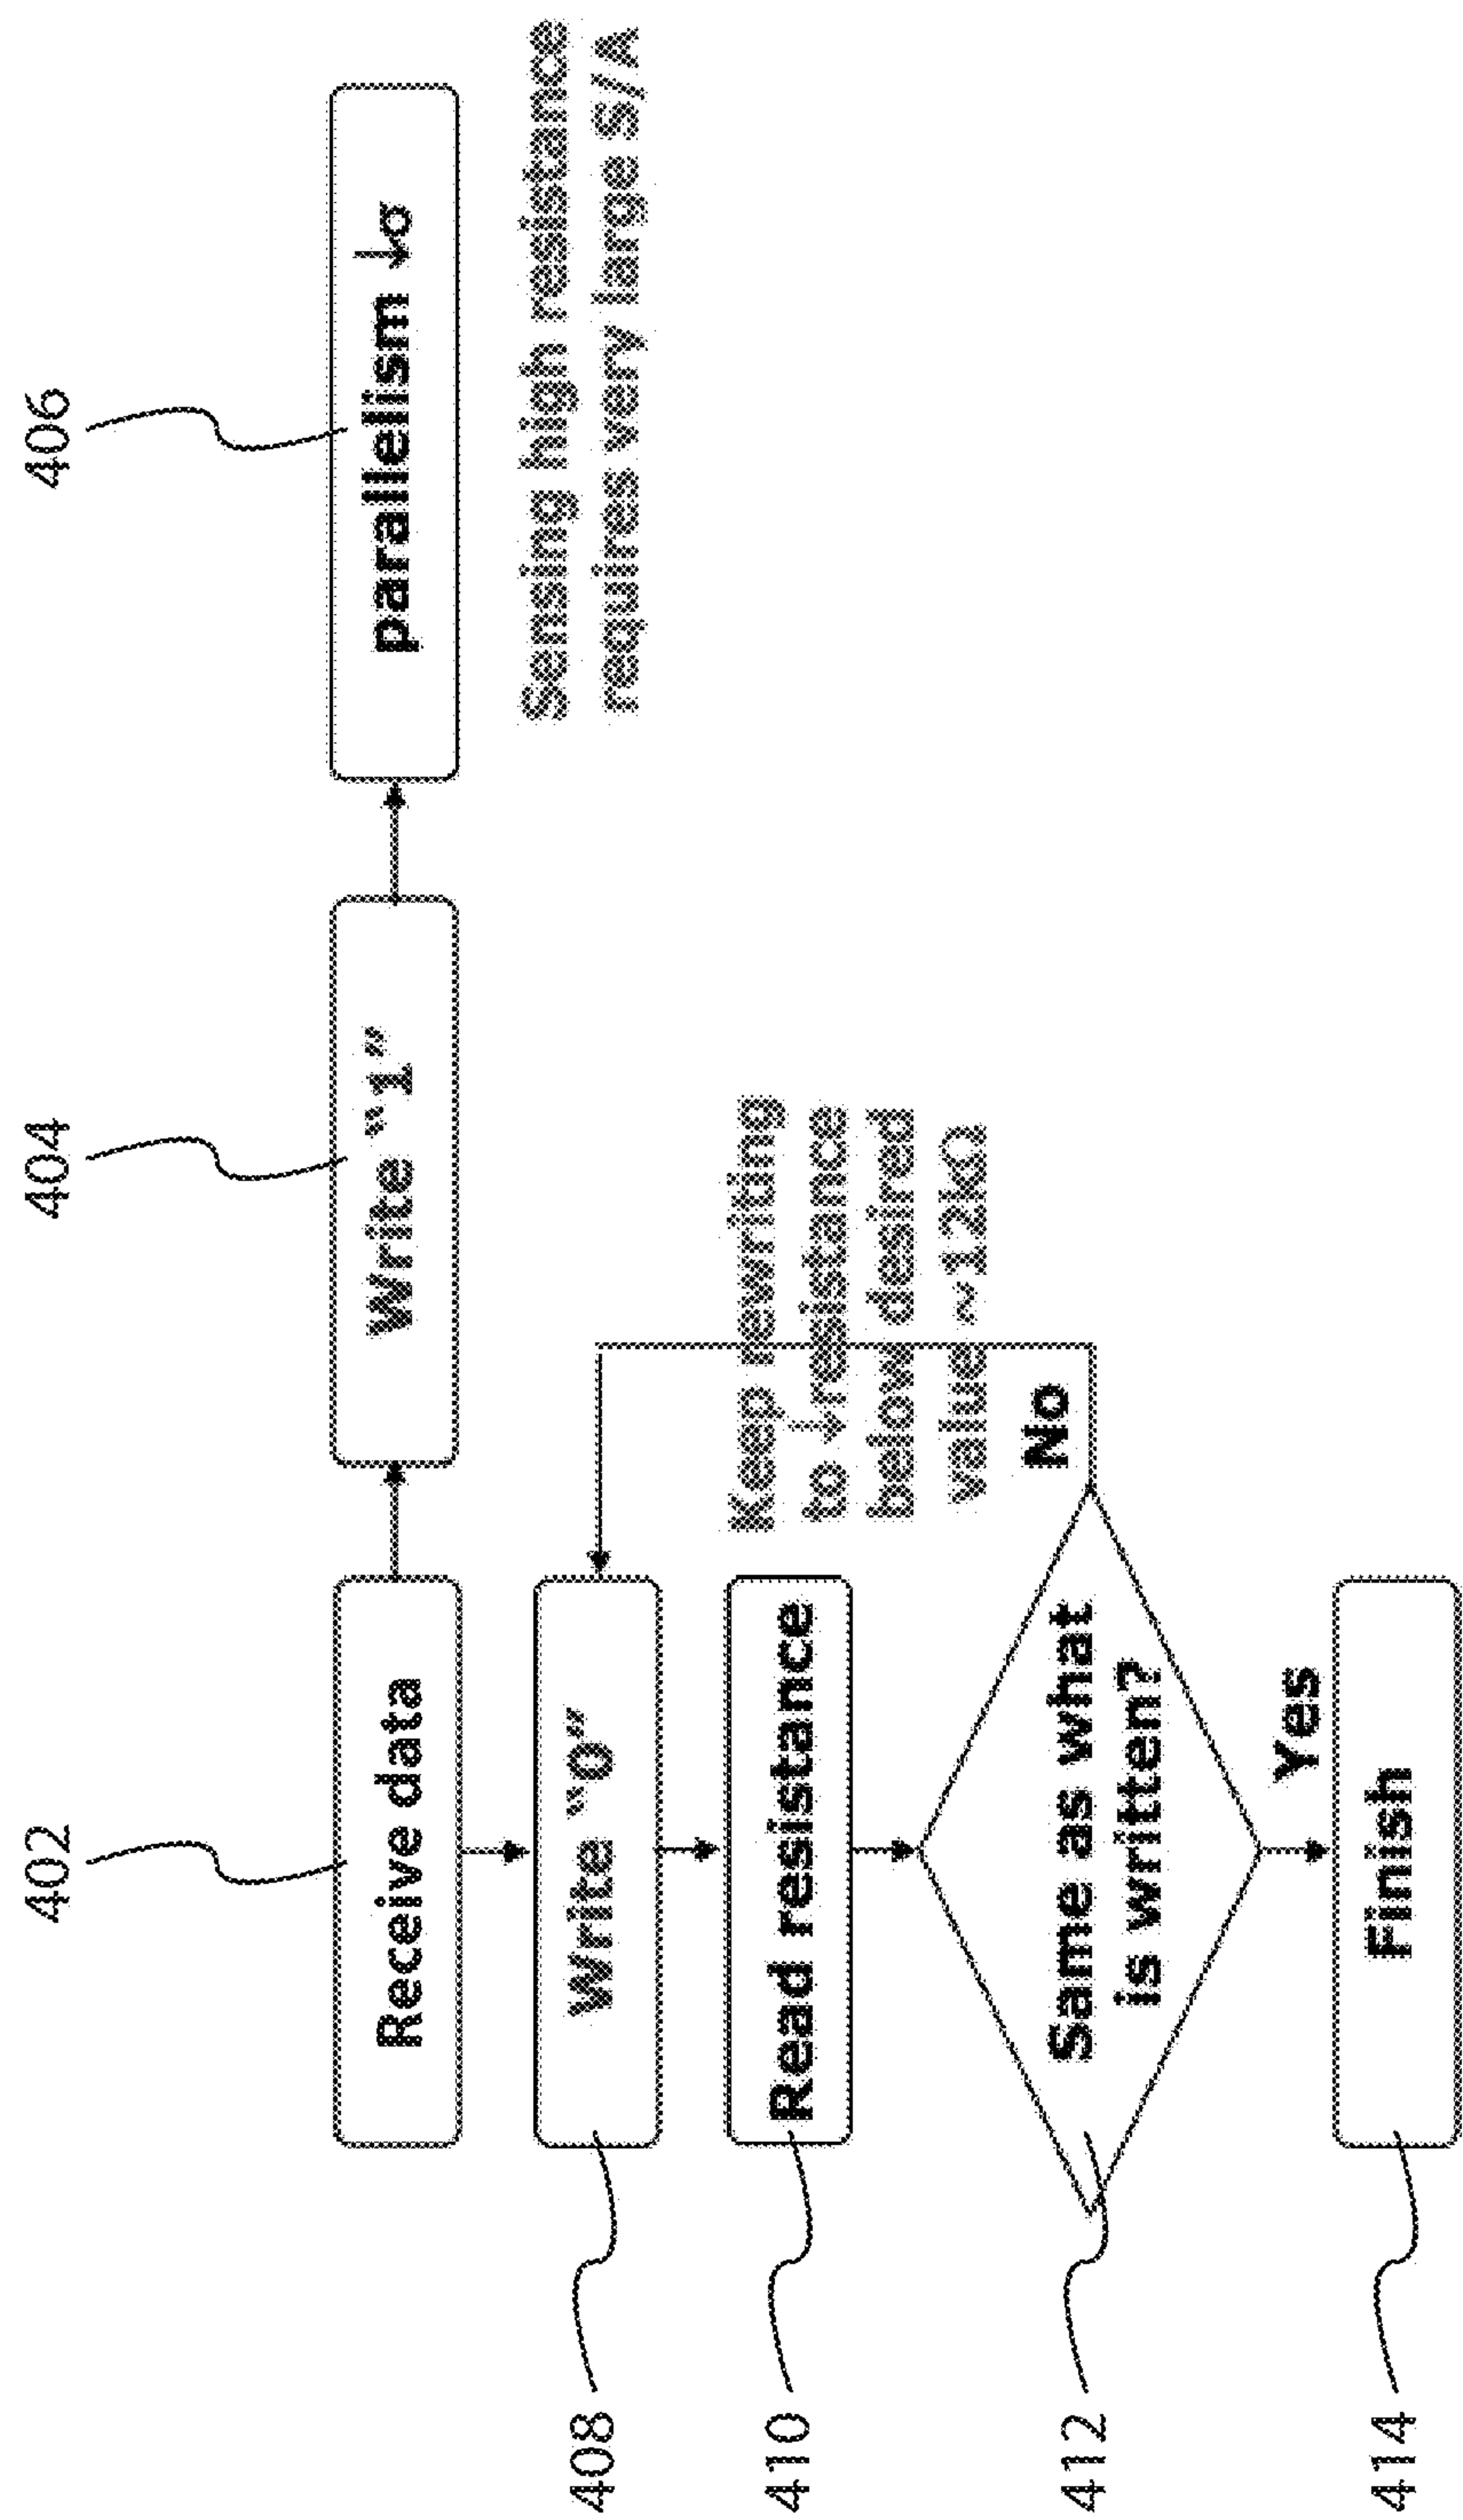 402
404
406
Receive data
Write “1”
parallelism ↓σ
Sensing high resistance
requires very large S/A
408
Write “0”
410
Read resistance
Keep rewriting
to ↓resistance
below desired
value ~12kΩ
No
412
Same as what
is written?
Yes
414
Finish